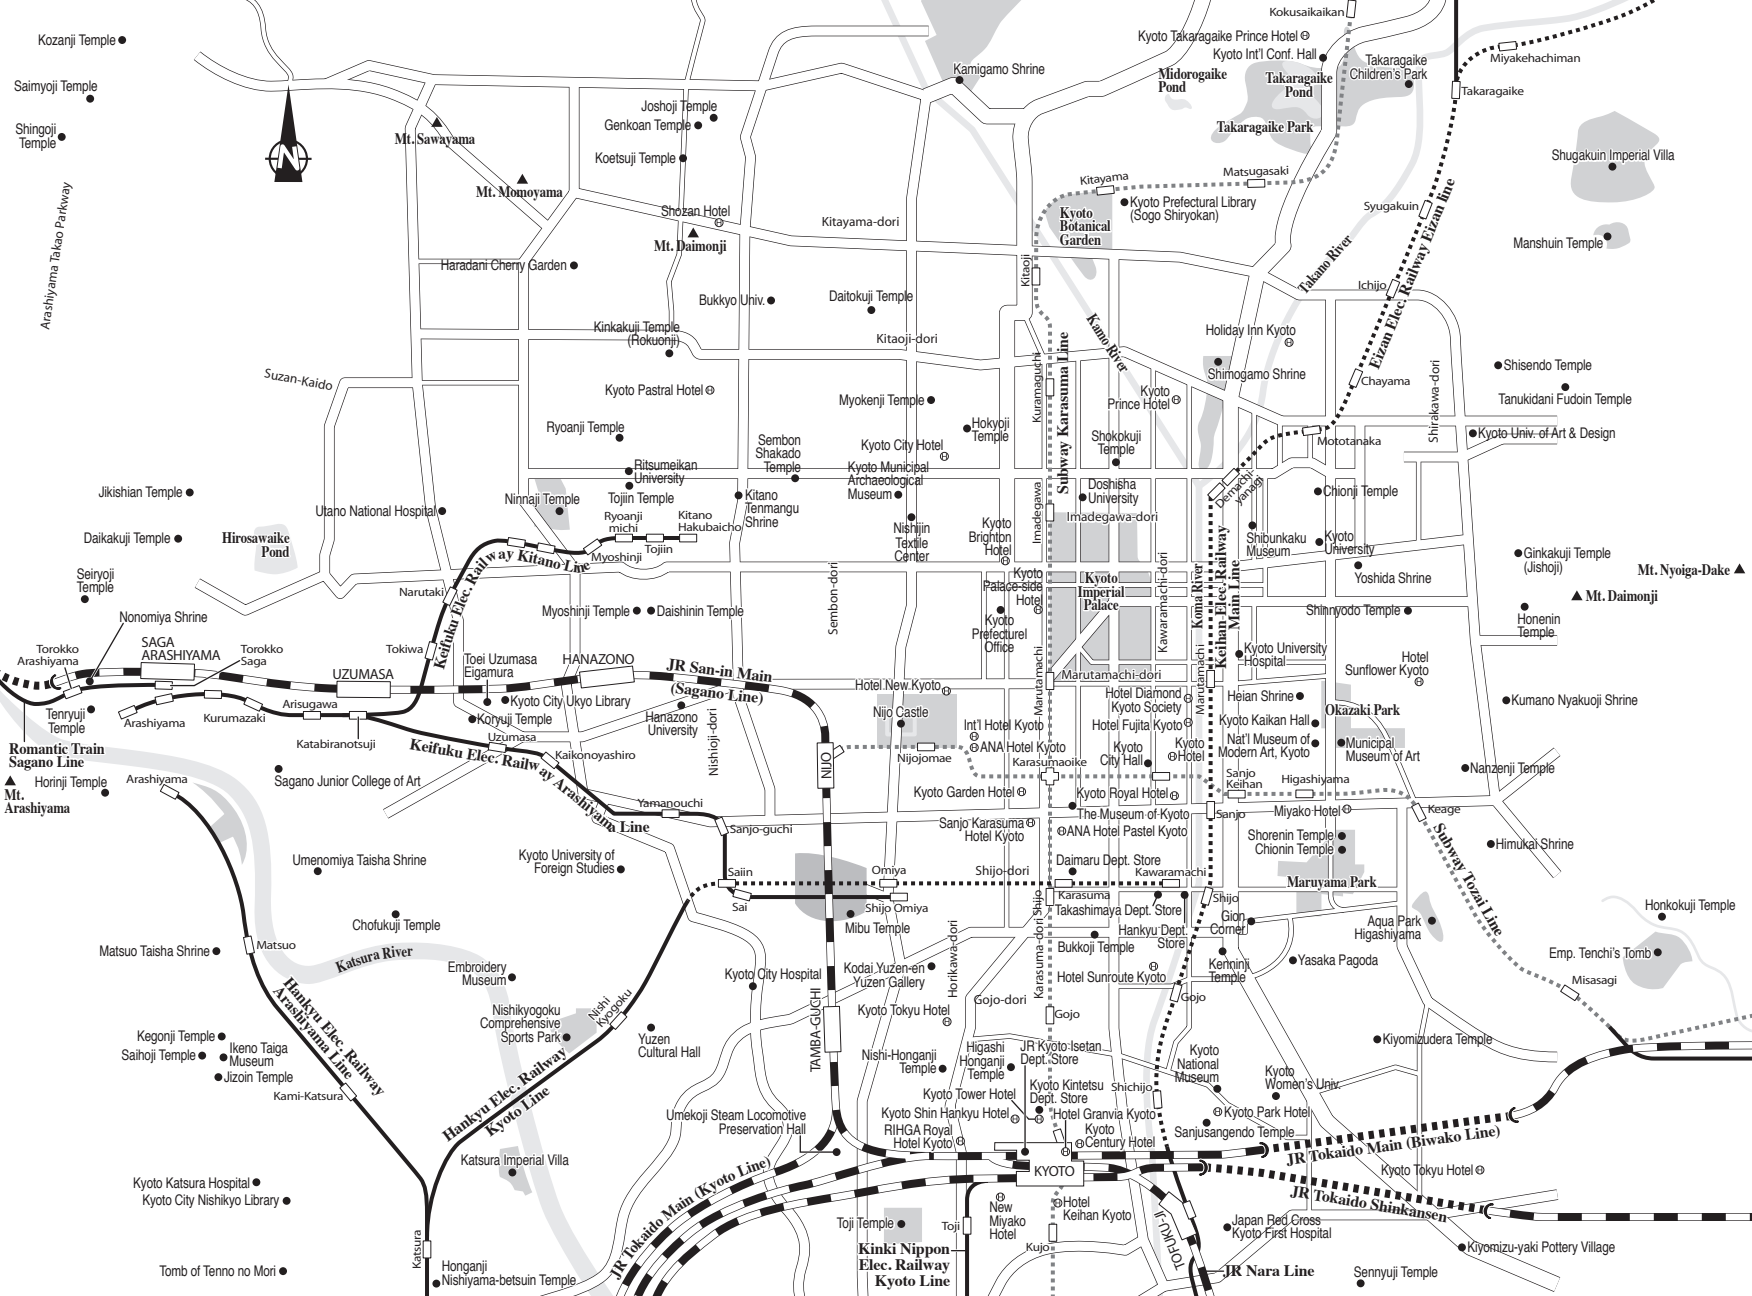 Kokusaikaikan
Kozanji Temple
Kyoto Takaragaike Prince Hotel
Kyoto Int'l Conf. Hall
Miyakehachiman
Takaragaike
Children's Park
Kamigamo Shrine
Midorogaike
Pond
Takaragaike
Pond
Saimyoji Temple
Takaragaike
Joshoji Temple
Genkoan Temple
Takaragaike Park
Shingoji
Temple
Mt. Sawayama
N
Koetsuji Temple
Shugakuin Imperial Villa
Matsugasaki
Kitayama
Mt. Momoyama
Kyoto Prefectural Library
(Sogo Shiryokan)
Syugakuin
Shozan Hotel
Kitayama-dori
Kyoto
Botanical
Garden
Mt. Daimonji
Manshuin Temple
Arashiyama Takao Parkway
Haradani Cherry Garden
Kitaoji
Takano River
Eizan Elec. Railway Eizan line
Ichijo
Bukkyo Univ.
Daitokuji Temple
Kinkakuji Temple
(Rokuonji)
Kitaoji-dori
Kamo River
Holiday Inn Kyoto
Subway Karasuma Line
Kuramaguchi
Shimogamo Shrine
Shisendo Temple
Suzan-Kaido
Chayama
Shirakawa-dori
Kyoto Pastral Hotel
Myokenji Temple
Kyoto
Prince Hotel
Tanukidani Fudoin Temple
Ryoanji Temple
Hokyoji
Temple
Kyoto City Hotel
Shokokuji
Temple
Mototanaka
Kyoto Univ. of Art & Design
Sembon
Shakado
Temple
Ritsumeikan
University
Kyoto Municipal
Archaeological
Museum
Demachi-
yanagi
Jikishian Temple
Ninnaji Temple
Tojiin Temple
Kitano
Tenmangu
Shrine
Doshisha
University
Imadegawa
Chionji Temple
Utano National Hospital
Ryoanji
michi
Kitano
Hakubaicho
Imadegawa-dori
Nishijin
Textile
Center
Kyoto
Brighton
Hotel
Daikakuji Temple
Hirosawaike
Pond
Myoshinji
Tojiin
Shibunkaku
Museum
Kyoto
University
Ginkakuji Temple
(Jishoji)
Keifuku Elec. Railway Kitano Line
Yoshida Shrine
Mt. Nyoiga-Dake
Seiryoji
Temple
Kyoto
Palace-side
Hotel
Kyoto
Imperial
Palace
Kawaramachi-dori
Kona River
Keihan Elec. Railway
Main Line
Narutaki
Sembon-dori
Mt. Daimonji
Nonomiya Shrine
Myoshinji Temple
Daishinin Temple
Kyoto
Prefecturel
Office
Shinnyodo Temple
Honenin
Temple
Torokko
Arashiyama
SAGA
ARASHIYAMA
Torokko
Saga
Tokiwa
Toei Uzumasa
Eigamura
HANAZONO
JR San-in Main
(Sagano Line)
Kyoto University
Hospital
Hotel
Sunflower Kyoto
UZUMASA
Marutamachi
Marutamachi-dori
Marutamachi
Hotel New Kyoto
Hotel Diamond
Kyoto Society
Heian Shrine
Kumano Nyakuoji Shrine
Kyoto City Ukyo Library
Arisugawa
Kurumazaki
Arashiyama
Tenryuji
Temple
Koryuji Temple
Hanazono
University
Nijo Castle
Okazaki Park
Int'l Hotel Kyoto
Hotel Fujita Kyoto
Kyoto Kaikan Hall
Romantic Train
Sagano Line
Katabiranotsuji
Uzumasa
Keifuku Elec. Railway Arashiyama Line
Kaikonoyashiro
Nishioji-dori
NIJO
Nijojomae
ANA Hotel Kyoto
Karasumaoike
Kyoto
City Hall
Kyoto
Hotel
Nat'l Museum of
Modern Art, Kyoto
Municipal
Museum of Art
Nanzenji Temple
Horinji Temple
Arashiyama
Sagano Junior College of Art
Sanjo
Keihan
Higashiyama
Mt.
Arashiyama
Yamanouchi
Kyoto Garden Hotel
Kyoto Royal Hotel
Miyako Hotel
Keage
Sanjo-guchi
Sanjo Karasuma
Hotel Kyoto
The Museum of Kyoto
Sanjo
ANA Hotel Pastel Kyoto
Shorenin Temple
Chionin Temple
Himukai Shrine
Umenomiya Taisha Shrine
Kyoto University of
Foreign Studies
Daimaru Dept. Store
Saiin
Omiya
Shijo-dori
Kawaramachi
Maruyama Park
Subway Tozai Line
Sai
Shijo Omiya
Karasuma
Shijo
Takashimaya Dept. Store
Shijo
Chofukuji Temple
Mibu Temple
Gion
Corner
Aqua Park
Higashiyama
Honkokuji Temple
Hankyu Dept.
Store
Matsuo Taisha Shrine
Matsuo
Katsura River
Bukkoji Temple
Emp. Tenchi's Tomb
Horikawa-dori
Karasuma-dori
Embroidery
Museum
Kyoto City Hospital
Kodai Yuzen-en
Yuzen Gallery
Hotel Sunroute Kyoto
Kenninji
Temple
Yasaka Pagoda
Misasagi
Hankyu Elec. Railway
Arashiyama Line
Nishi
Kyogoku
Gojo-dori
Gojo
Nishikyogoku
Comprehensive
Sports Park
Kyoto Tokyu Hotel
Gojo
TAMBA-GUCHI
Kegonji Temple
Saihoji Temple
Ikeno Taiga
Museum
Jizoin Temple
Yuzen
Cultural Hall
Nishi-Honganji
Temple
Higashi
Honganji
Temple
JR Kyoto Isetan
Dept. Store
Kyoto
National
Museum
Kiyomizudera Temple
Kyoto
Women's Univ.
Kami-Katsura
Kyoto Tower Hotel
Kyoto Kintetsu
Dept. Store
Shichijo
Hankyu Elec. Railway
Kyoto Line
Umekoji Steam Locomotive
Preservation Hall
Kyoto Shin Hankyu Hotel
Hotel Granvia Kyoto
Kyoto Park Hotel
RIHGA Royal
Hotel Kyoto
Kyoto
Century Hotel
Sanjusangendo Temple
JR Tokaido Main (Biwako Line)
Katsura Imperial Villa
KYOTO
Kyoto Tokyu Hotel
Kyoto Katsura Hospital
Kyoto City Nishikyo Library
JR Tokaido Main (Kyoto Line)
JR Tokaido Shinkansen
New
Miyako
Hotel
Hotel
Keihan Kyoto
TOFUKU-JI
Toji Temple
Toji
Japan Red Cross
Kyoto First Hospital
Katsura
Kinki Nippon
Elec. Railway
Kyoto Line
Kujo
Kiyomizu-yaki Pottery Village
Tomb of Tenno no Mori
Honganji
Nishiyama-betsuin Temple
JR Nara Line
Sennyuji Temple